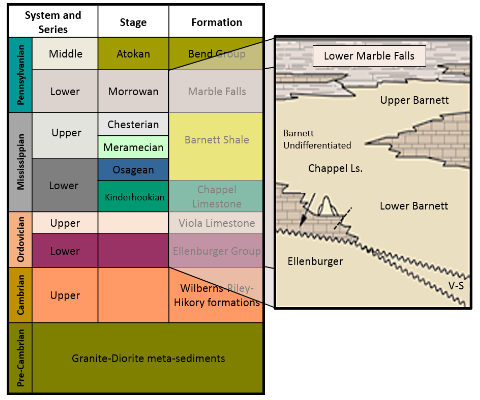 System and Series
Stage
Formation
Pennsylvanian
Middle
Atokan
Bend Group
Lower
Morrowan
Marble Falls
Mississippian
Upper
Chesterian
Meramecian
Barnett Shale
Lower
Osagean
Kinderhookian
Chappel
Limestone
Ordovician
Upper
Viola Limestone
Lower
Ellenburger Group
Cambrian
Upper
Wilberns-Riley-
Hikory formations
Pre-Cambrian
Granite-Diorite meta-sediments
Lower Marble Falls
Upper Barnett
Barnett
Undifferentiated
Chappel Ls.
Lower Barnett
Ellenburger
V-S